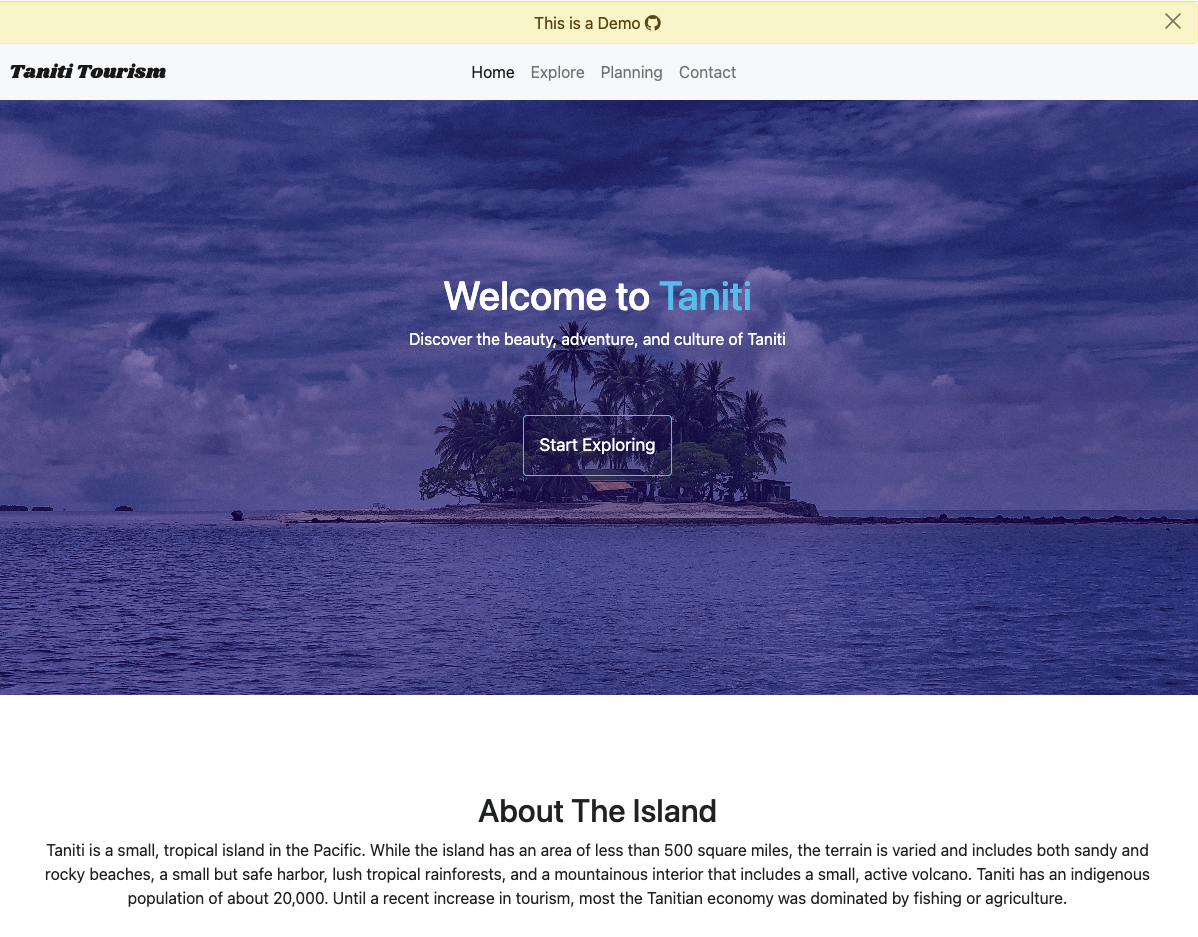 This is a Demo
Taniti Tourism
Home Explore Planning Contact
Welcome to Taniti
Discover the beauty, adventure, and culture of Taniti
Start Exploring
About The Island
Taniti is a small, tropical island in the Pacific. While the island has an area of less than 500 square miles, the terrain is varied and includes both sandy and
rocky beaches, a small but safe harbor, lush tropical rainforests, and a mountainous interior that includes a small, active volcano. Taniti has an indigenous
population of about 20,000. Until a recent increase in tourism, most the Tanitian economy was dominated by fishing or agriculture.